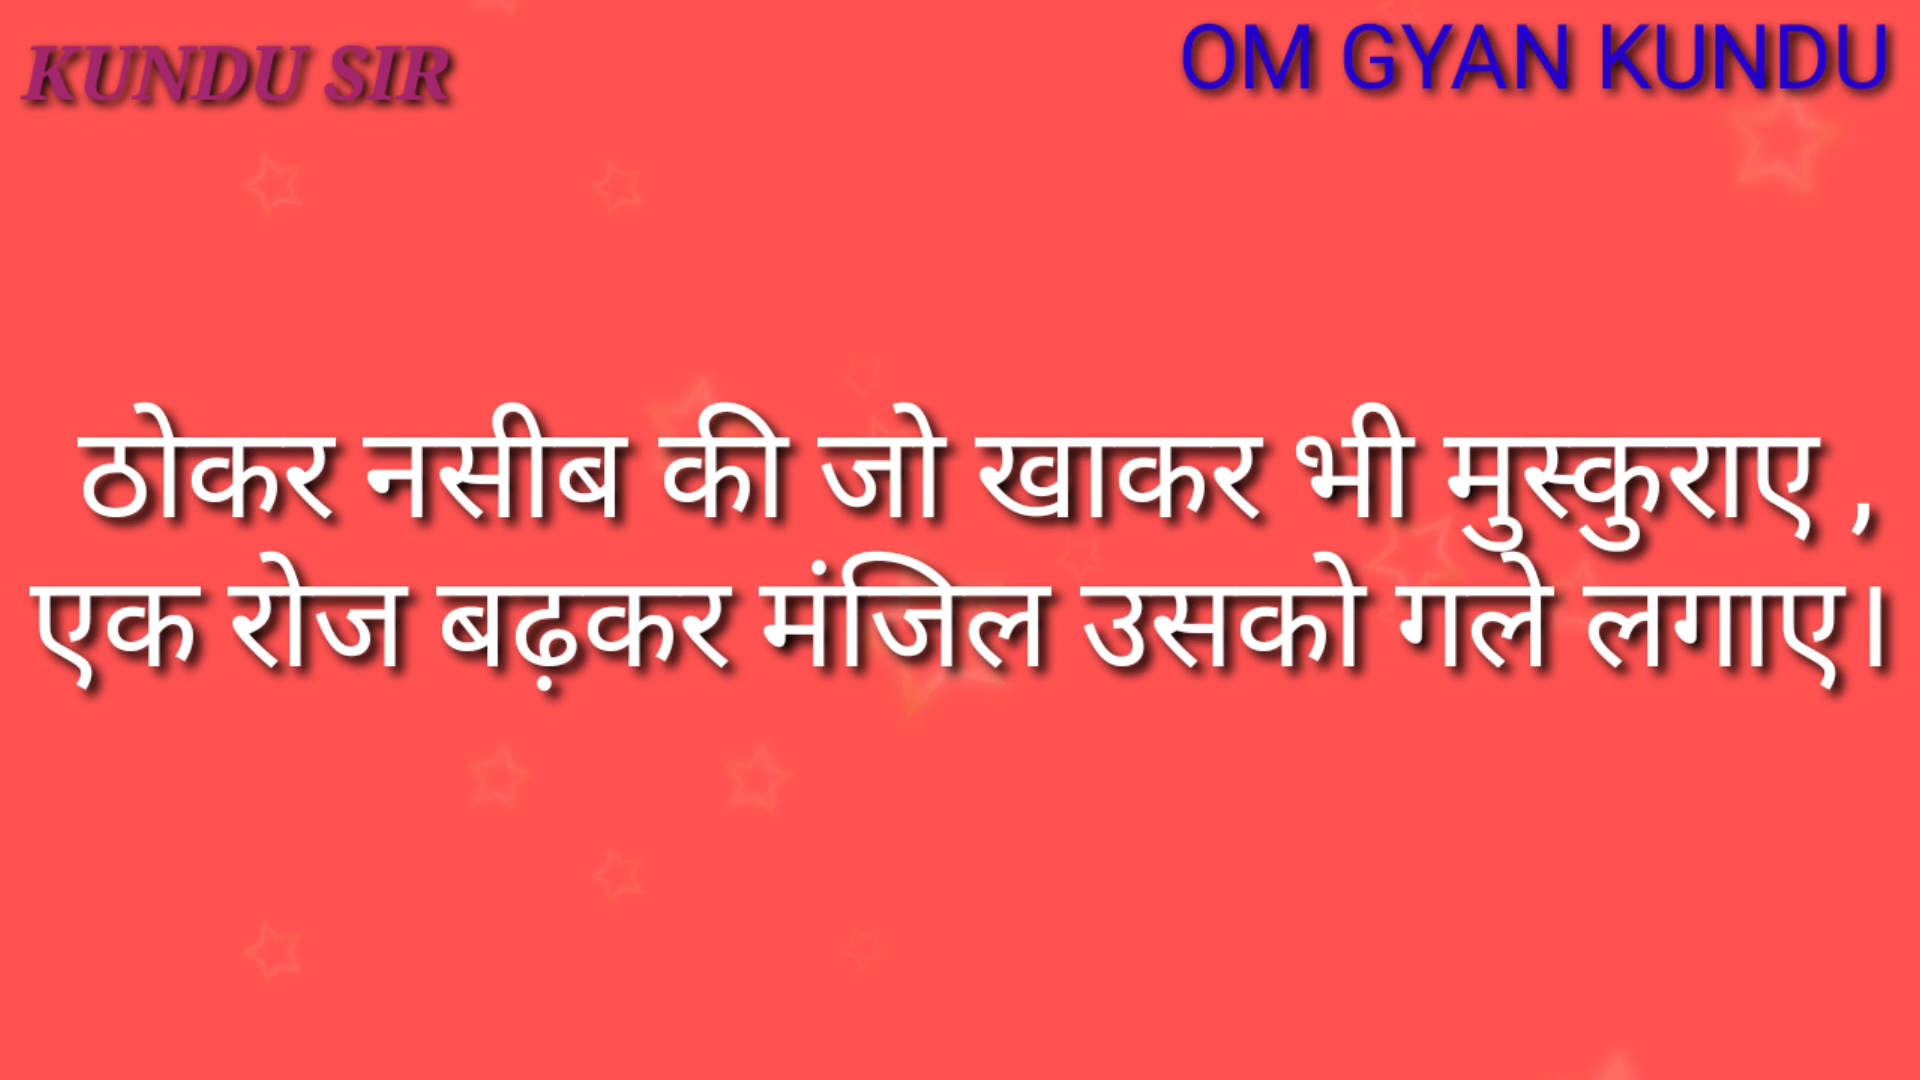 KUNDU SIR
OM GYAN KUNDU
ठोकर नसीब की जो खाकर भी मुस्कुराए ,
एक रोज बढ़कर मंजिल उसको गले लगाए।